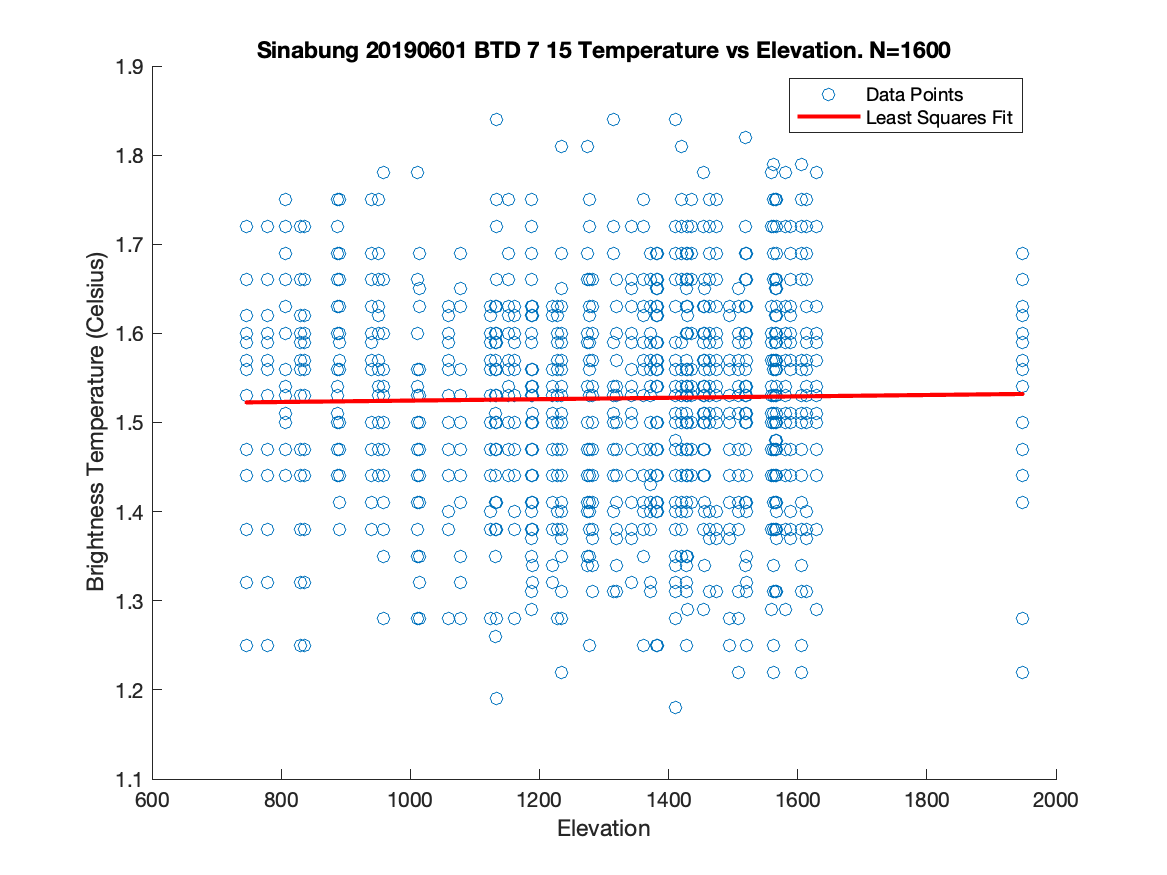 Sinabung 20190601 BTD 7 15 Temperature vs Elevation. N=1600
Data Points
Least Squares Fit
1.9
1.8
1.7
1.6
1.5
1.4
1.3
1.2
1.1
Brightness Temperature (Celsius)
600 800 1000 1200 1400 1600 1800 2000
Elevation